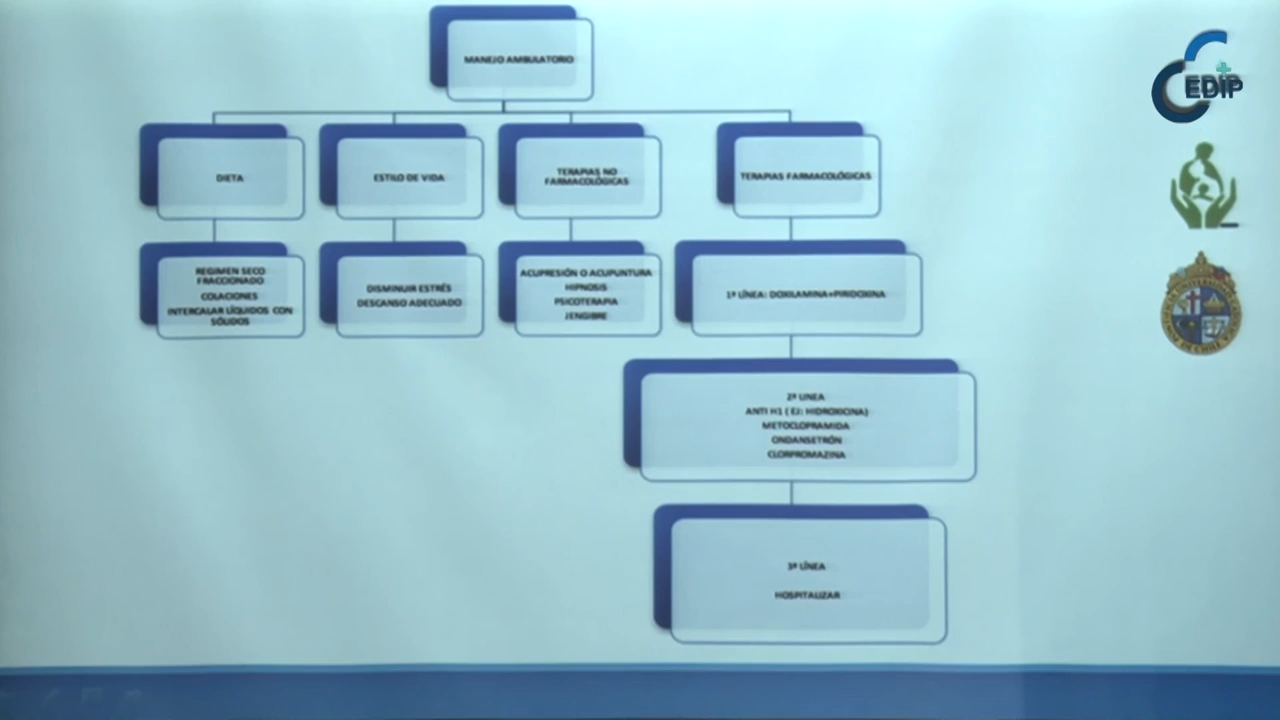 MANEJO AMBULATORIO
DIETA
ESTILO DE VIDA
TERAPIAS NO
FARMACOLÓGICAS
TERAPIAS FARMACOLÓGICAS
REGIMEN SECO
FRACCIONADO
COLACIONES
INTERCALAR LÍQUIDOS CON
SÓLIDOS
DISMINUIR ESTRÉS
DESCANSO ADECUADO
ACUPRESIÓN O ACUPUNTURA
HIPNOSIS
PSICOTERAPIA
JENGIBRE
1ª LÍNEA: DOXILAMINA+PIRIDOXINA
2ª LINEA
ANTI H1 ( EJ: HIDROXICINA)
METOCLOPRAMIDA
ONDANSETRÓN
CLORPROMAZINA
3ª LÍNEA
HOSPITALIZAR
CEDIP